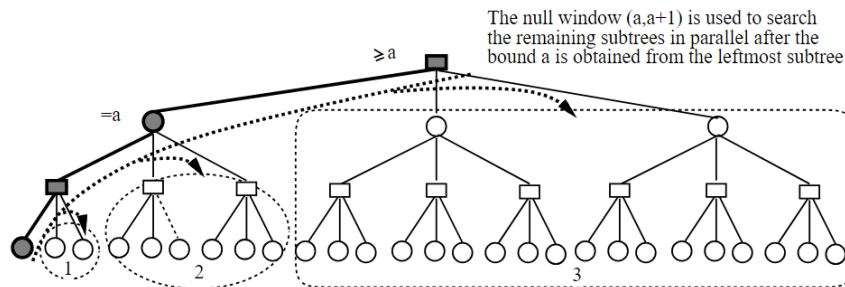 The null window (a,a+1) is used to search
the remaining subtrees in parallel after the
bound a is obtained from the leftmost subtree
⩾a
=a
1
2
3